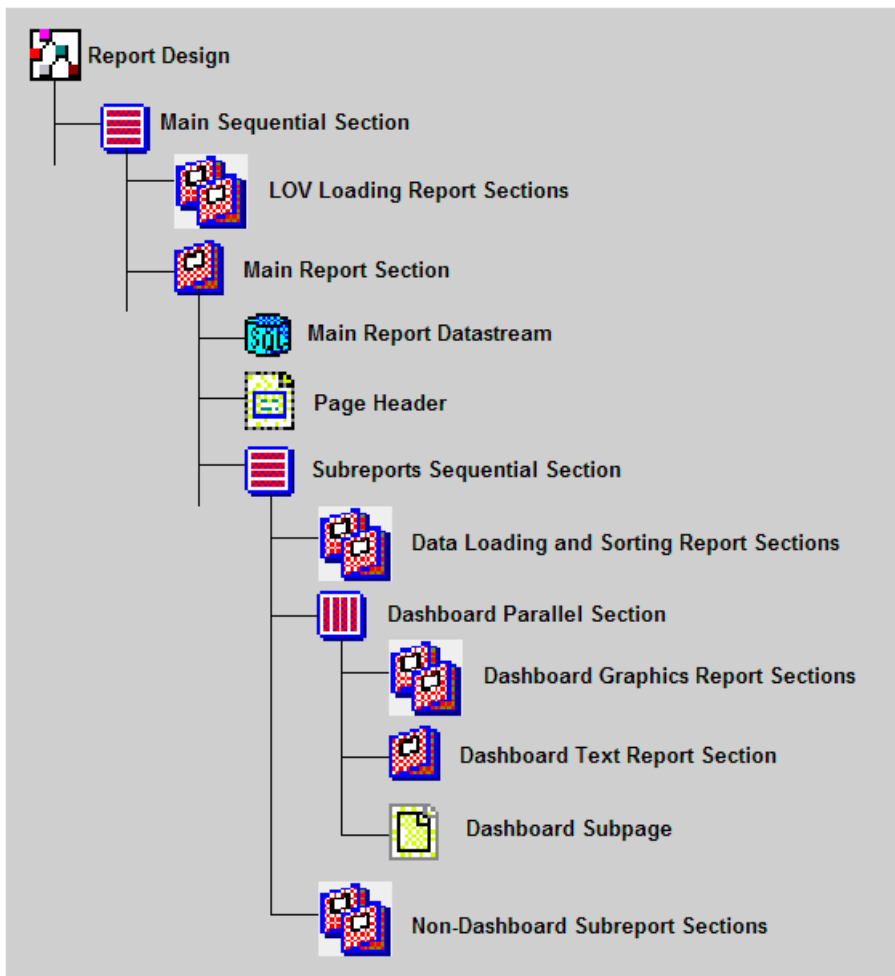 Report Design
Main Sequential Section
LOV Loading Report Sections
Main Report Section
SQL
Main Report Datastream
Page Header
Subreports Sequential Section
Data Loading and Sorting Report Sections
Dashboard Parallel Section
Dashboard Graphics Report Sections
Dashboard Text Report Section
Dashboard Subpage
Non-Dashboard Subreport Sections